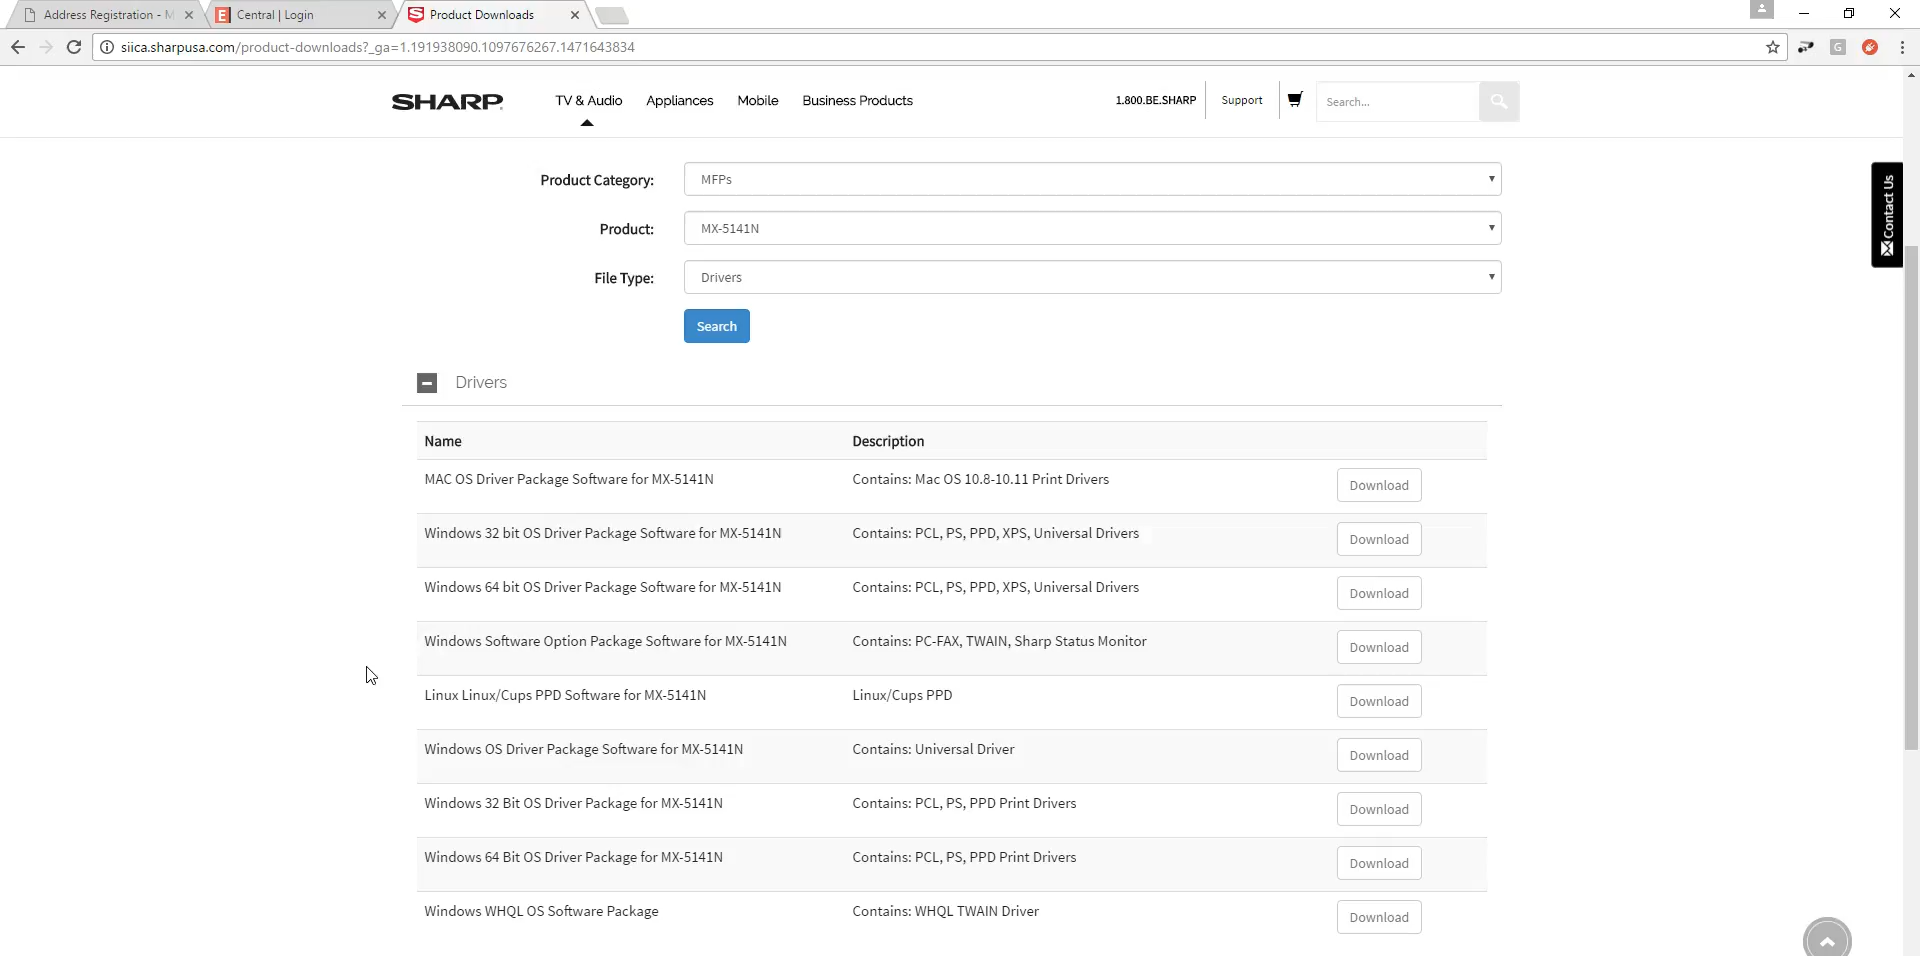 Address Registration - M
Central | Login
Product Downloads
siica.sharpusa.com/product-downloads?_ga=1.191938090.1097676267.1471643834
SHARP
TV & Audio
Appliances
Mobile
Business Products
1.800.BE.SHARP
Support
Search...
Product Category:
MFPs
Product:
MX-5141N
File Type:
Drivers
Search
Contact Us
Drivers
Name Description
MAC OS Driver Package Software for MX-5141N Contains: Mac OS 10.8-10.11 Print Drivers Download
Windows 32 bit OS Driver Package Software for MX-5141N Contains: PCL, PS, PPD, XPS, Universal Drivers Download
Windows 64 bit OS Driver Package Software for MX-5141N Contains: PCL, PS, PPD, XPS, Universal Drivers Download
Windows Software Option Package Software for MX-5141N Contains: PC-FAX, TWAIN, Sharp Status Monitor Download
Linux Linux/Cups PPD Software for MX-5141N Linux/Cups PPD Download
Windows OS Driver Package Software for MX-5141N Contains: Universal Driver Download
Windows 32 Bit OS Driver Package for MX-5141N Contains: PCL, PS, PPD Print Drivers Download
Windows 64 Bit OS Driver Package for MX-5141N Contains: PCL, PS, PPD Print Drivers Download
Windows WHQL OS Software Package Contains: WHQL TWAIN Driver Download